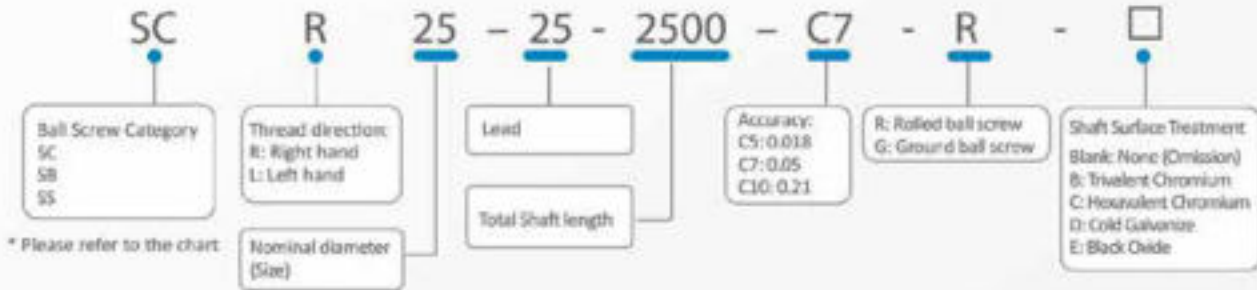 SC R 25 - 25 - 2500 - C7 - R - □
Ball Screw Category
SC
SB
SS
* Please refer to the chart
Thread direction:
R: Right hand
L: Left hand
Nominal diameter
(Size)
Lead
Total Shaft length
Accuracy:
C5: 0.018
C7: 0.05
C10: 0.21
R: Rolled ball screw
G: Ground ball screw
Shaft Surface Treatment
Blank: None (Omission)
B: Trivalent Chromium
C: Hexavalent Chromium
D: Cold Galvanize
E: Black Oxide